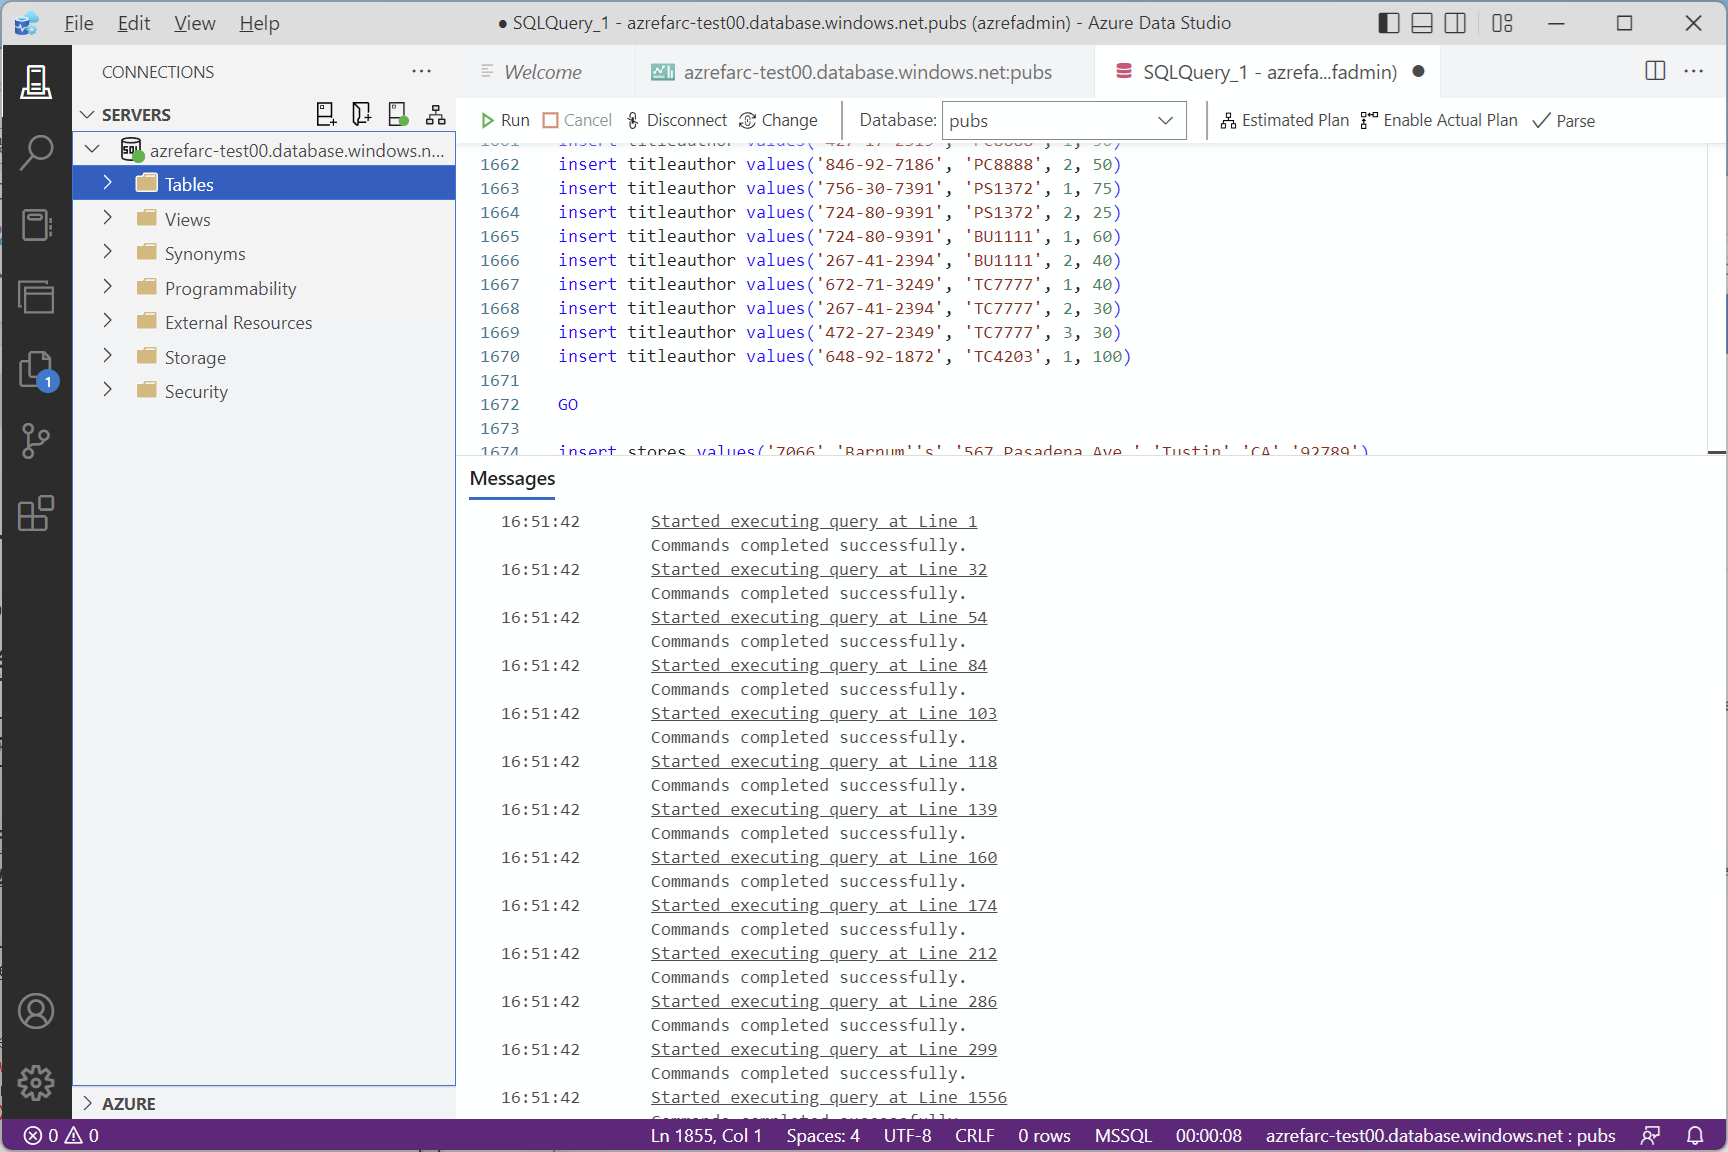 File Edit View Help
● SQLQuery_1 - azrefarc-test00.database.windows.net.pubs (azrefadmin) - Azure Data Studio
CONNECTIONS
Welcome
azrefarc-test00.database.windows.net:pubs
SQLQuery_1 - azrefa...fadmin)
SERVERS
Run Cancel Disconnect Change Database: pubs Estimated Plan Enable Actual Plan Parse
azrefarc-test00.database.windows.n...
Tables
Views
Synonyms
Programmability
External Resources
Storage
Security
1
AZURE
1662 insert titleauthor values('846-92-7186', 'PC8888', 2, 50)
1663 insert titleauthor values('756-30-7391', 'PS1372', 1, 75)
1664 insert titleauthor values('724-80-9391', 'PS1372', 2, 25)
1665 insert titleauthor values('724-80-9391', 'BU1111', 1, 60)
1666 insert titleauthor values('267-41-2394', 'BU1111', 2, 40)
1667 insert titleauthor values('672-71-3249', 'TC7777', 1, 40)
1668 insert titleauthor values('267-41-2394', 'TC7777', 2, 30)
1669 insert titleauthor values('472-27-2349', 'TC7777', 3, 30)
1670 insert titleauthor values('648-92-1872', 'TC4203', 1, 100)
1671
1672 GO
1673
1674 insert stores values('7066','Barnum''s','567 Pasadena Ave.','Tustin','CA','92789')
Messages
16:51:42 Started executing query at Line 1
Commands completed successfully.
16:51:42 Started executing query at Line 32
Commands completed successfully.
16:51:42 Started executing query at Line 54
Commands completed successfully.
16:51:42 Started executing query at Line 84
Commands completed successfully.
16:51:42 Started executing query at Line 103
Commands completed successfully.
16:51:42 Started executing query at Line 118
Commands completed successfully.
16:51:42 Started executing query at Line 139
Commands completed successfully.
16:51:42 Started executing query at Line 160
Commands completed successfully.
16:51:42 Started executing query at Line 174
Commands completed successfully.
16:51:42 Started executing query at Line 212
Commands completed successfully.
16:51:42 Started executing query at Line 286
Commands completed successfully.
16:51:42 Started executing query at Line 299
Commands completed successfully.
16:51:42 Started executing query at Line 1556
0 0 Ln 1855, Col 1 Spaces: 4 UTF-8 CRLF 0 rows MSSQL 00:00:08 azrefarc-test00.database.windows.net : pubs